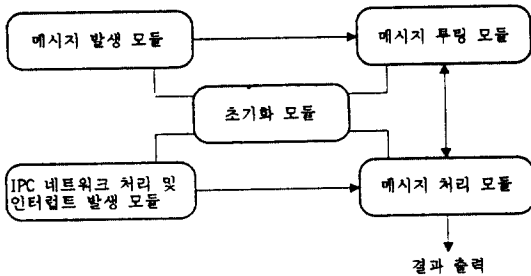 메시지 발생 모듈
메시지 루팅 모듈
초기화 모듈
IPC 네트워크 처리 및
인터럽트 발생 모듈
메시지 처리 모듈
결과 출력